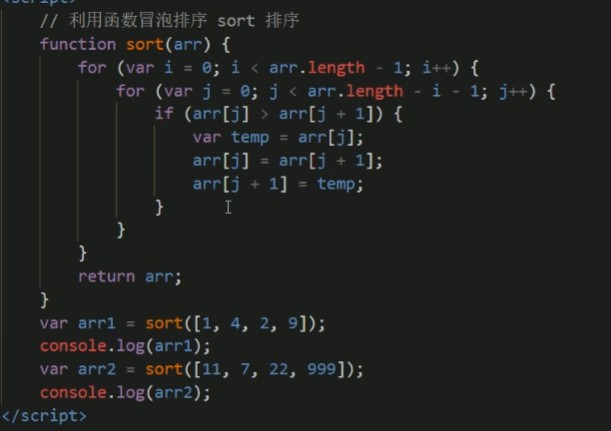 <script>
// 利用函数冒泡排序 sort 排序
function sort(arr) {
for (var i = 0; i < arr.length - 1; i++) {
for (var j = 0; j < arr.length - i - 1; j++) {
if (arr[j] > arr[j + 1]) {
var temp = arr[j];
arr[j] = arr[j + 1];
arr[j + 1] = temp;
}
}
}
return arr;
}
var arr1 = sort([1, 4, 2, 9]);
console.log(arr1);
var arr2 = sort([11, 7, 22, 999]);
console.log(arr2);
</script>